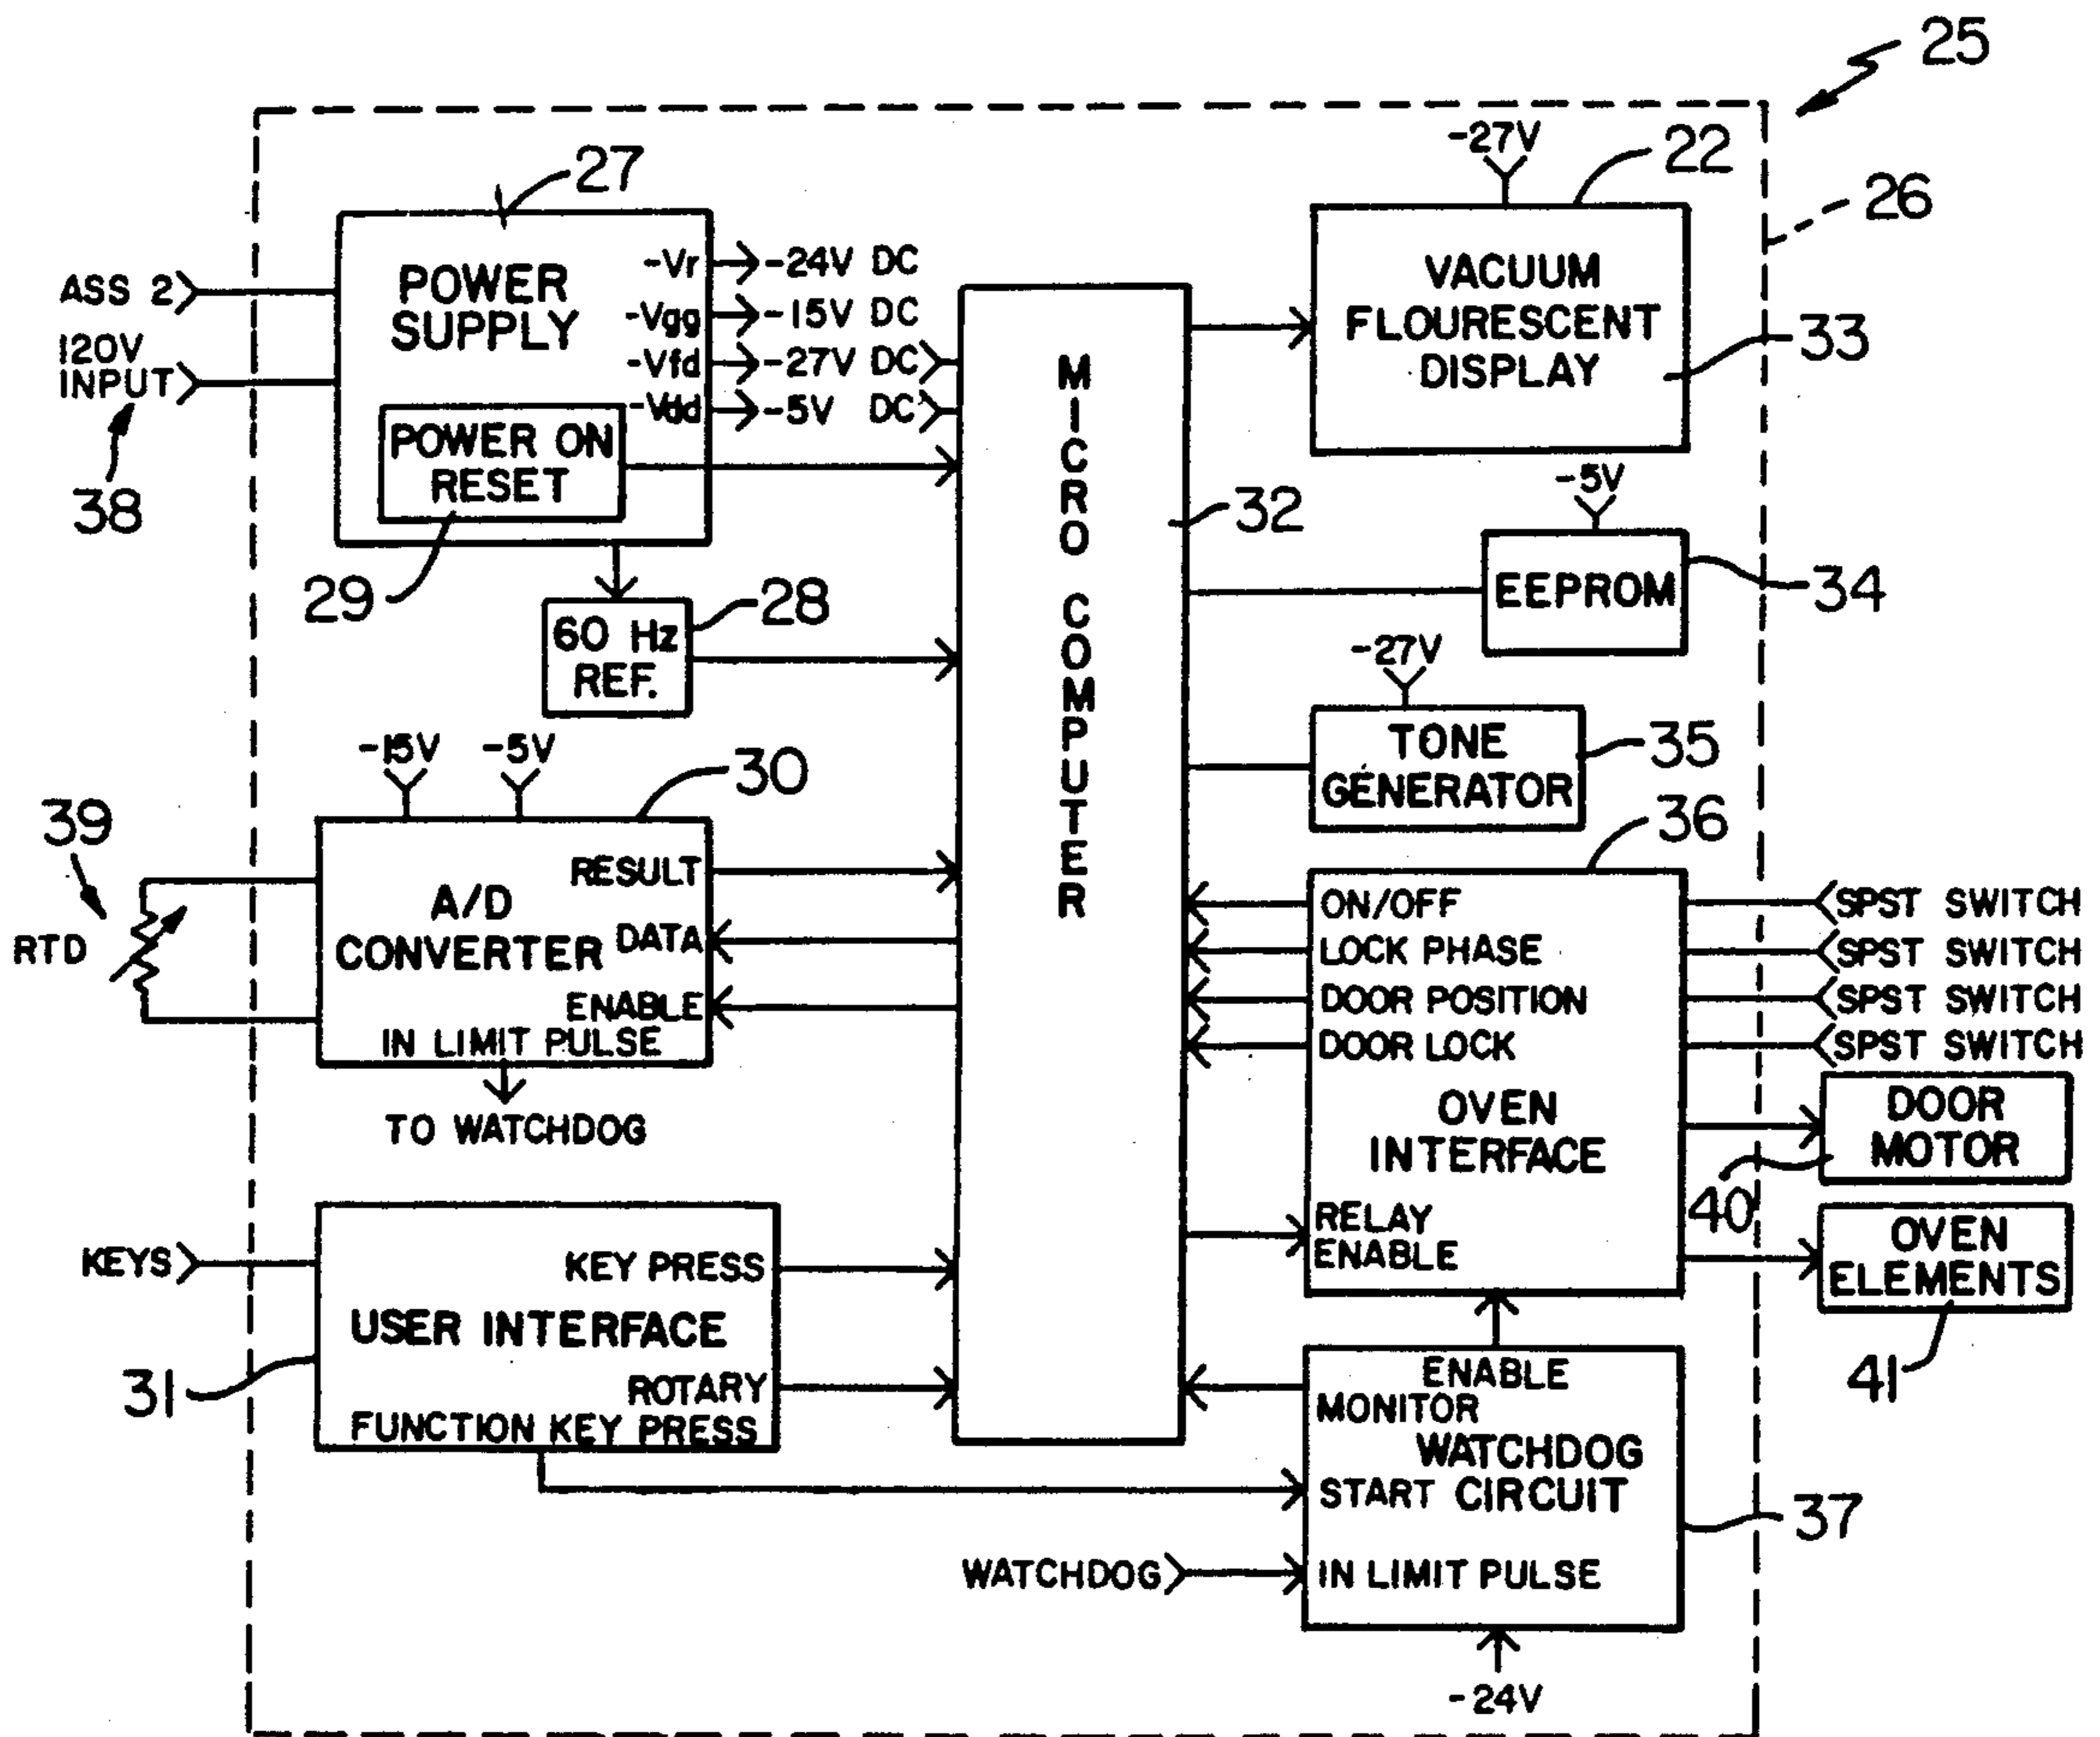 25
-27V
22
26
27
ASS 2
120V
INPUT
38
POWER
SUPPLY
-Vr
-24V DC
-Vgg
-15V DC
-Vfd
-27V DC
-Vdd
-5V DC
POWER ON
RESET
29
60 Hz
REF.
28
MICRO COMPUTER
32
VACUUM
FLOURESCENT
DISPLAY
33
-5V
EEPROM
34
-27V
TONE
GENERATOR
35
-15V
-5V
30
39
RTD
A/D
CONVERTER
RESULT
DATA
ENABLE
IN LIMIT PULSE
TO WATCHDOG
36
ON/OFF
LOCK PHASE
DOOR POSITION
DOOR LOCK
OVEN
INTERFACE
RELAY
ENABLE
SPST SWITCH
SPST SWITCH
SPST SWITCH
SPST SWITCH
DOOR
MOTOR
40
OVEN
ELEMENTS
41
KEYS
KEY PRESS
USER INTERFACE
ROTARY
FUNCTION KEY PRESS
31
ENABLE
MONITOR
WATCHDOG
START CIRCUIT
37
WATCHDOG
IN LIMIT PULSE
-24V